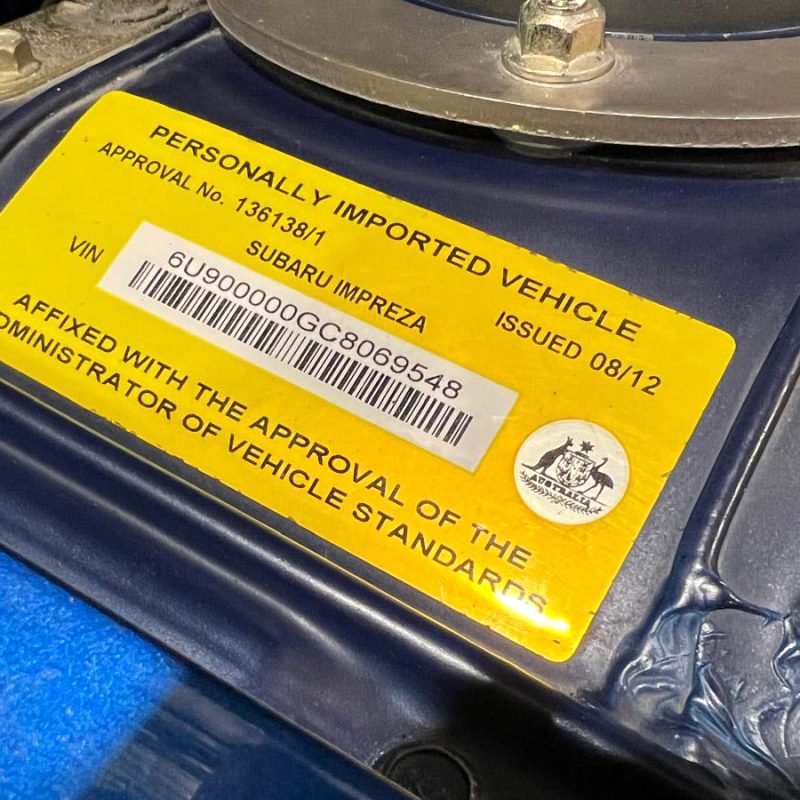 PERSONALLY IMPORTED VEHICLE
APPROVAL No. 136138/1
ISSUED 08/12
SUBARU IMPREZA
VIN
6U900000GC8069548
AFFIXED WITH THE APPROVAL OF THE
ADMINISTRATOR OF VEHICLE STANDARDS
AUSTRALIA